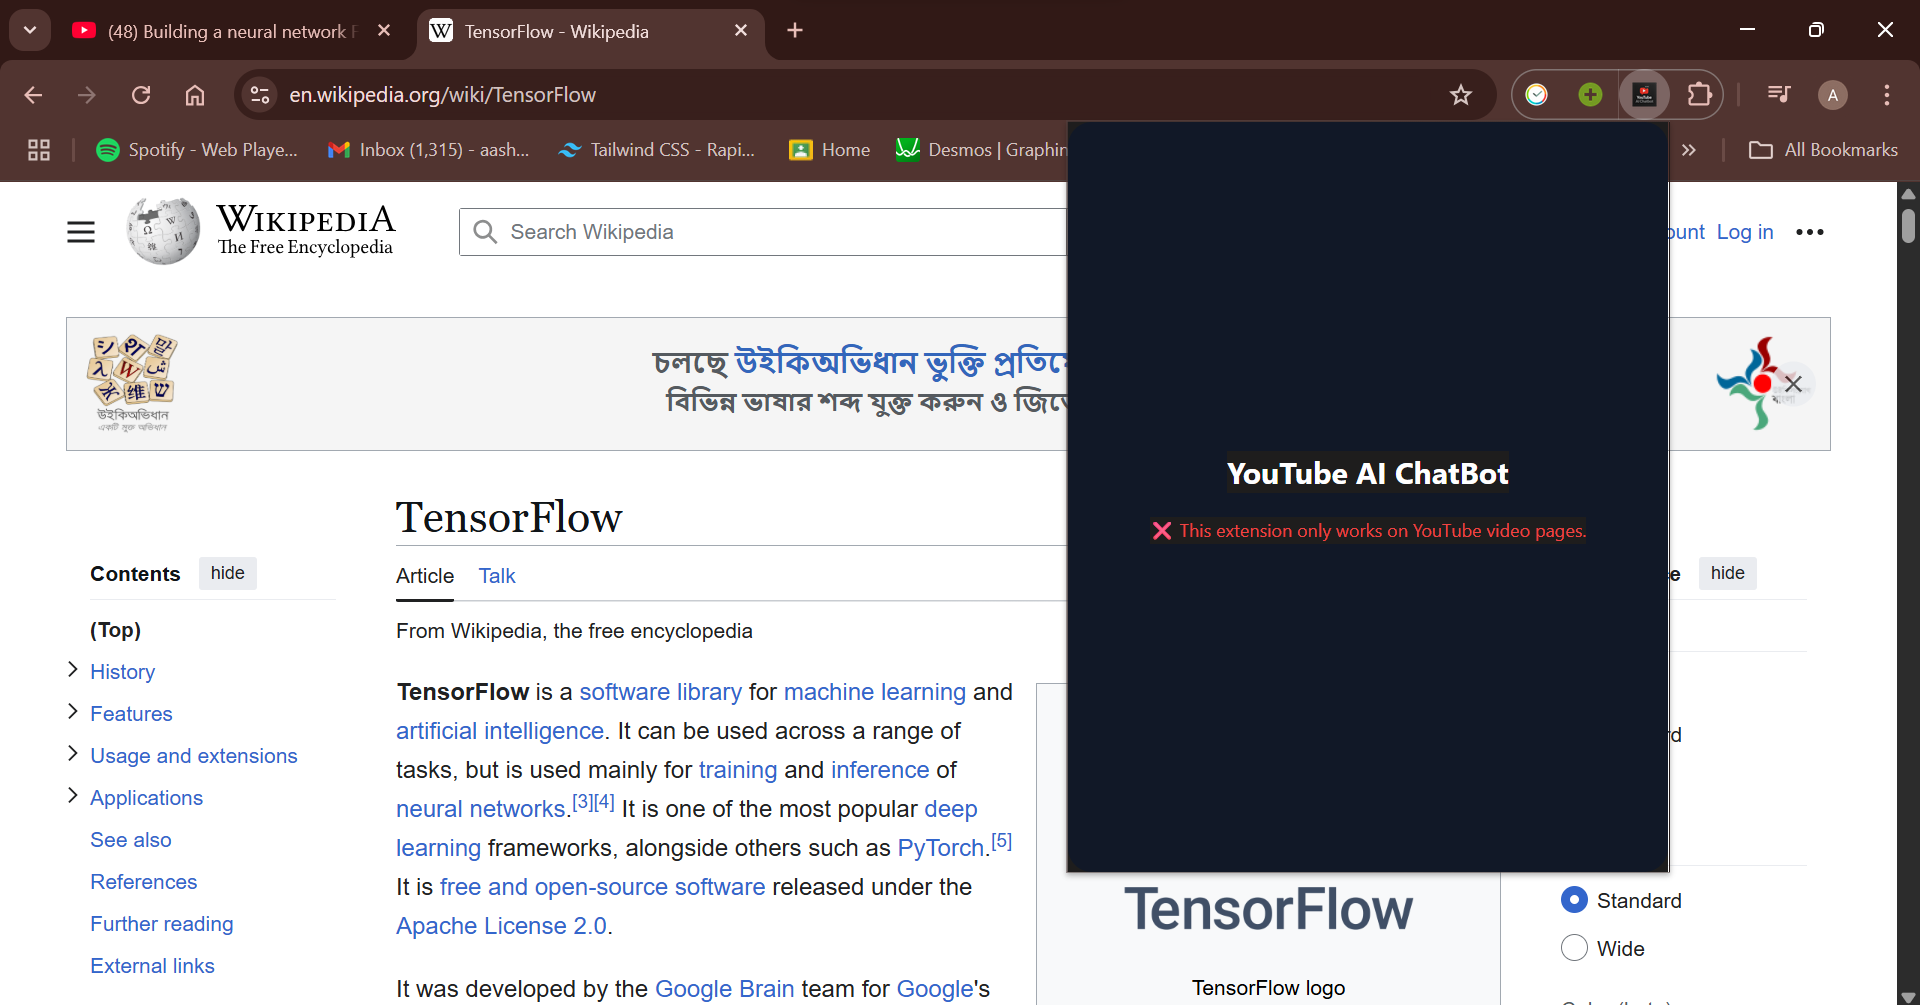 (48) Building a neural network F
TensorFlow - Wikipedia
en.wikipedia.org/wiki/TensorFlow
A
Spotify - Web Playe...
Inbox (1,315) - aash...
Tailwind CSS - Rapi...
Home
Desmos | Graphin
All Bookmarks
WIKIPEDIA
The Free Encyclopedia
Search Wikipedia
ount
Log in
উইকিঅভিধান
একটি মুক্ত অভিধান
চলছে উইকিঅভিধান ভুক্তি
বিভিন্ন ভাষার শব্দ যুক্ত করুন ও
বাংলা
YouTube AI ChatBot
❌ This extension only works on YouTube video pages.
TensorFlow
Contents
hide
Article
Talk
e
hide
From Wikipedia, the free encyclopedia
(Top)
History
Features
Usage and extensions
Applications
See also
References
Further reading
External links
TensorFlow is a software library for machine learning and
artificial intelligence. It can be used across a range of
tasks, but is used mainly for training and inference of
neural networks.[3][4] It is one of the most popular deep
learning frameworks, alongside others such as PyTorch.[5]
It is free and open-source software released under the
Apache License 2.0.
It was developed by the Google Brain team for Google's
rd
TensorFlow
TensorFlow logo
Standard
Wide